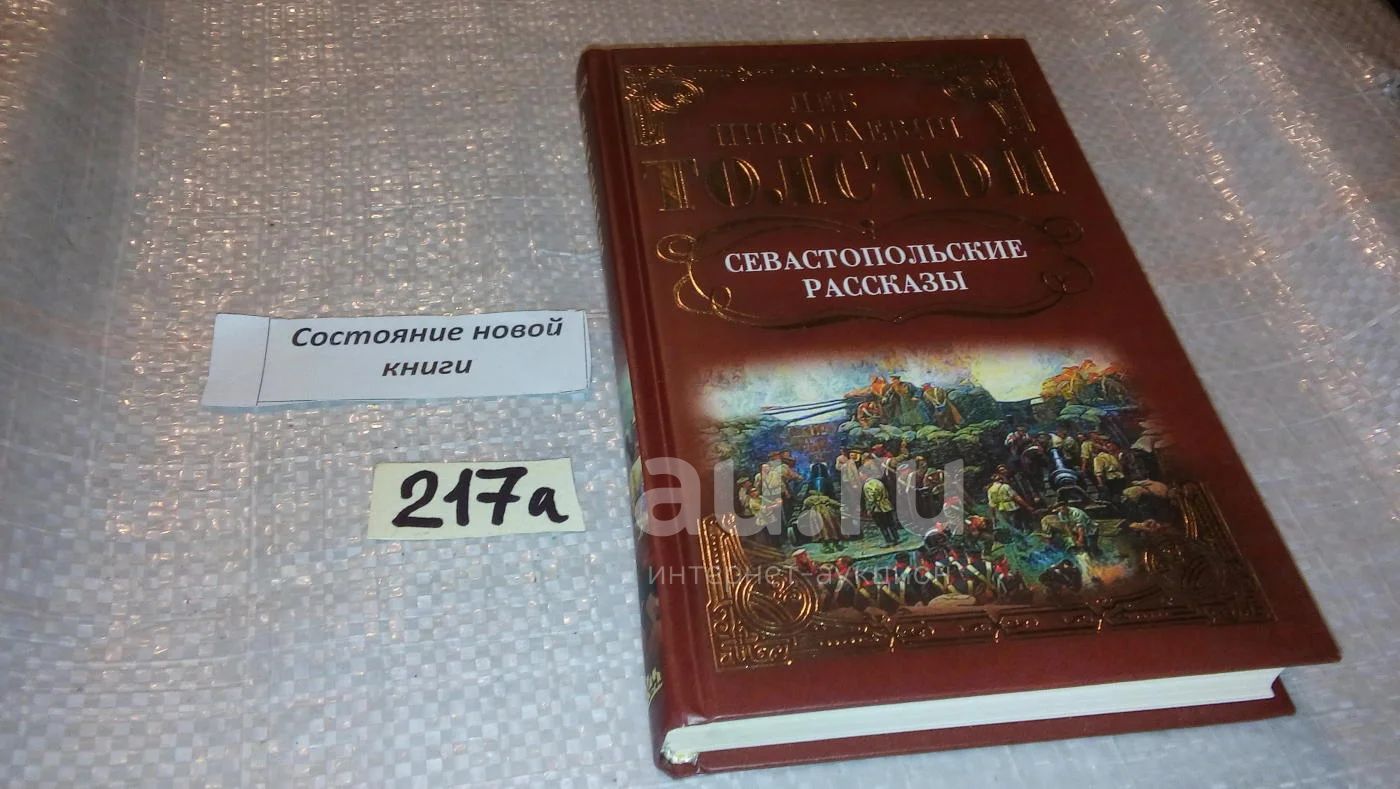 ЛЕВ
НИКОЛАЕВИЧ
ТОЛСТОЙ
СЕВАСТОПОЛЬСКИЕ
РАССКАЗЫ
Состояние новой
книги
217а
au.ru
интернет-аукцион